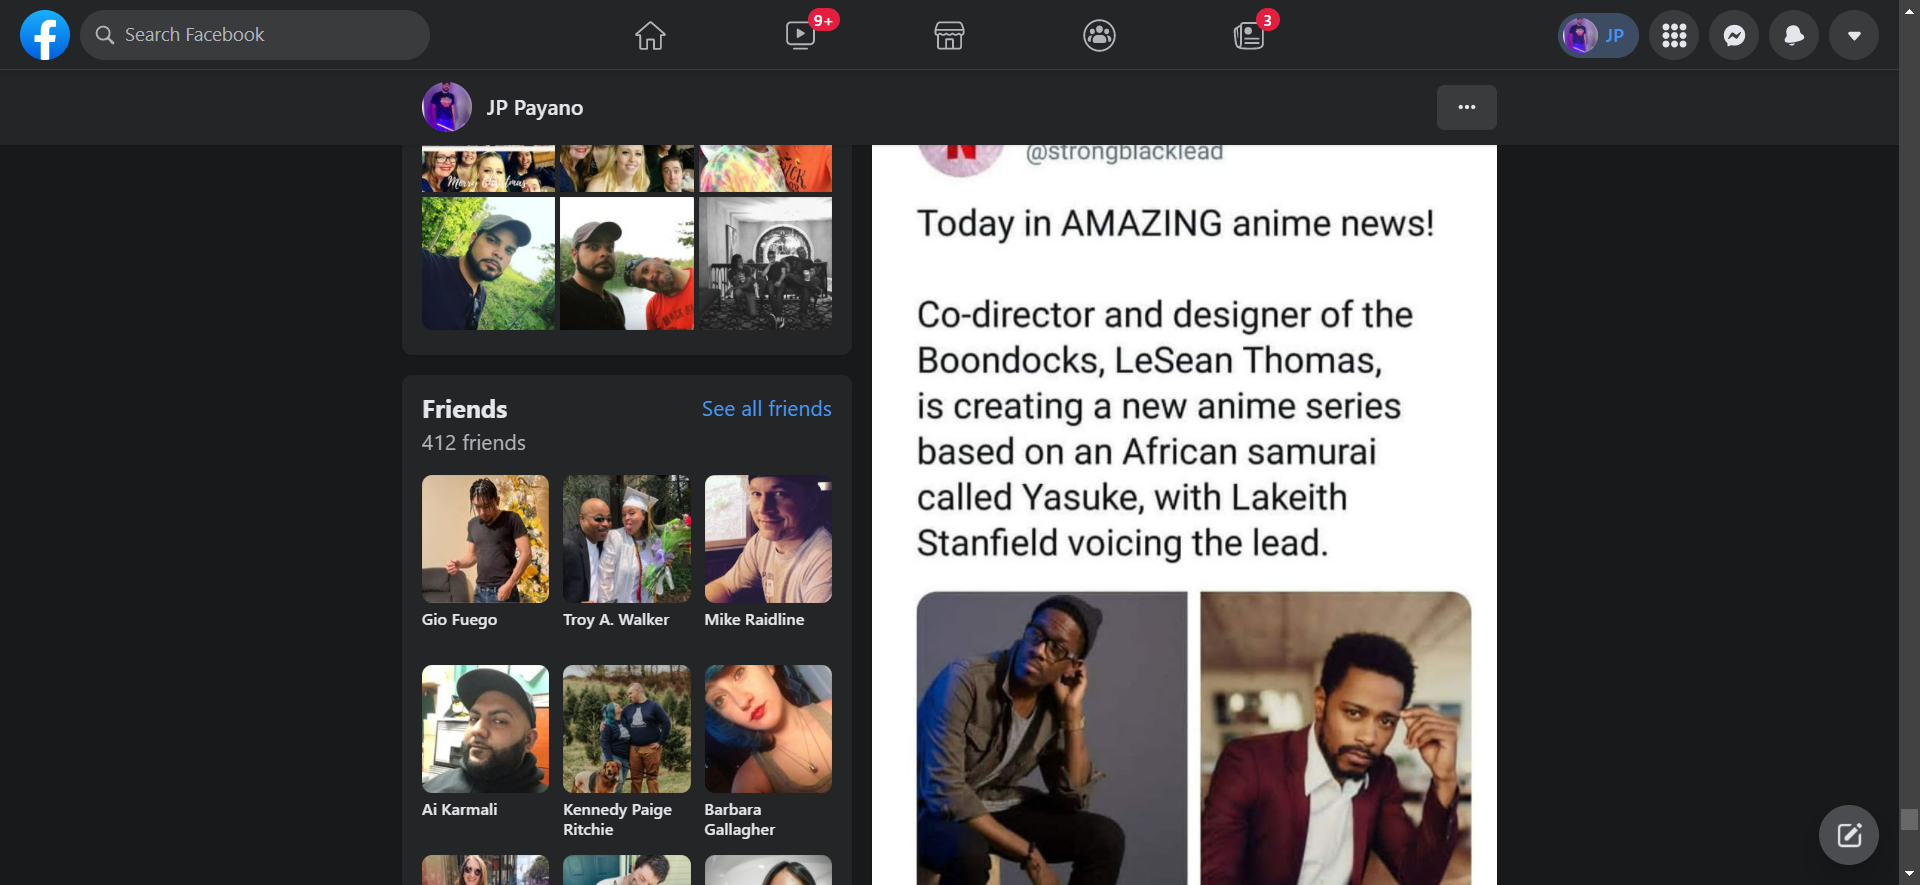 Search Facebook
9+
3
JP
JP Payano
@strongblacklead
Merry Christmas
Today in AMAZING anime news!
Co-director and designer of the
Boondocks, LeSean Thomas,
is creating a new anime series
based on an African samurai
called Yasuke, with Lakeith
Stanfield voicing the lead.
Friends
See all friends
412 friends
Gio Fuego
Troy A. Walker
Mike Raidline
Ai Karmali
Kennedy Paige
Ritchie
Barbara
Gallagher